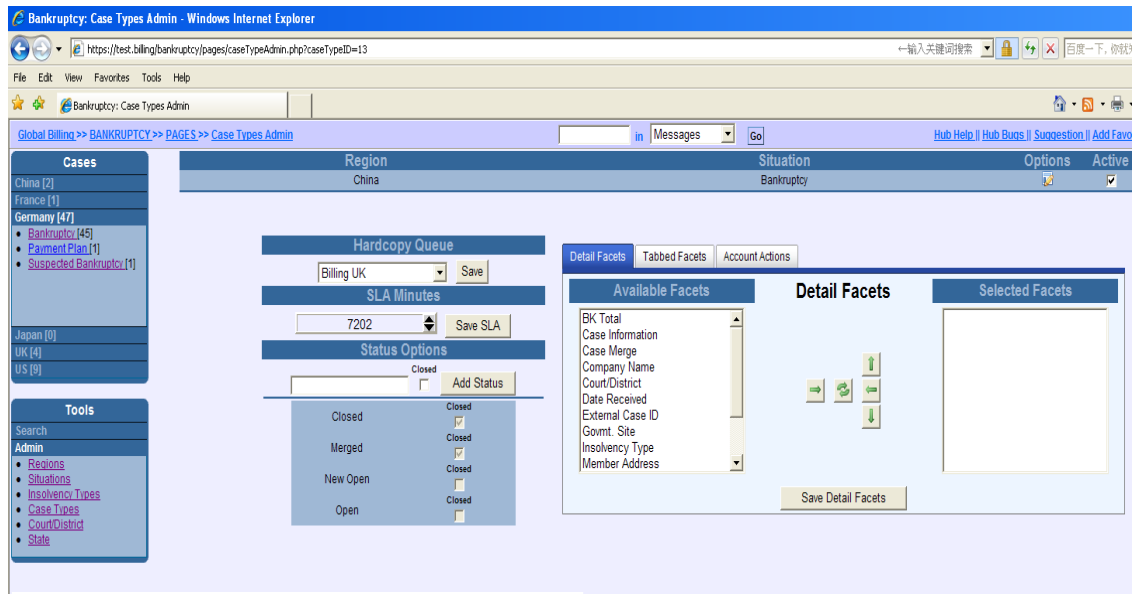 Bankruptcy: Case Types Admin - Windows Internet Explorer
https://test.billing/bankruptcy/pages/caseTypeAdmin.php?caseTypeID=13
←输入关键词搜索
百度一下，你就
File Edit View Favorites Tools Help
Bankruptcy: Case Types Admin
Global Billing >> BANKRUPTCY >> PAGES >> Case Types Admin
in Messages Go
Hub Help || Hub Bugs || Suggestion || Add Favo
Cases
China [2]
France [1]
Germany [47]
Bankruptcy [45]
Payment Plan [1]
Suspected Bankruptcy [1]
Japan [0]
UK [4]
US [9]
Tools
Search
Admin
Regions
Situations
Insolvency Types
Case Types
Court/District
State
Region Situation Options Active
China Bankruptcy
Hardcopy Queue
Billing UK Save
SLA Minutes
7202 Save SLA
Status Options
Closed
Add Status
Closed Closed
Merged Closed
New Open Closed
Open Closed
Detail Facets Tabbed Facets Account Actions
Available Facets
BK Total
Case Information
Case Merge
Company Name
Court/District
Date Received
External Case ID
Govmt. Site
Insolvency Type
Member Address
Detail Facets
Selected Facets
Save Detail Facets